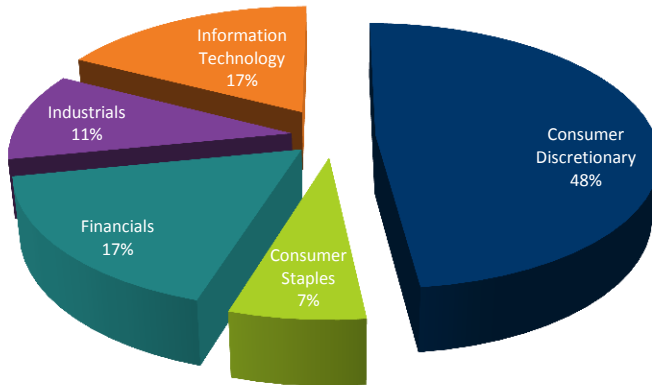 Information
Technology
17%
Consumer
Discretionary
48%
Industrials
11%
Financials
17%
Consumer
Staples
7%